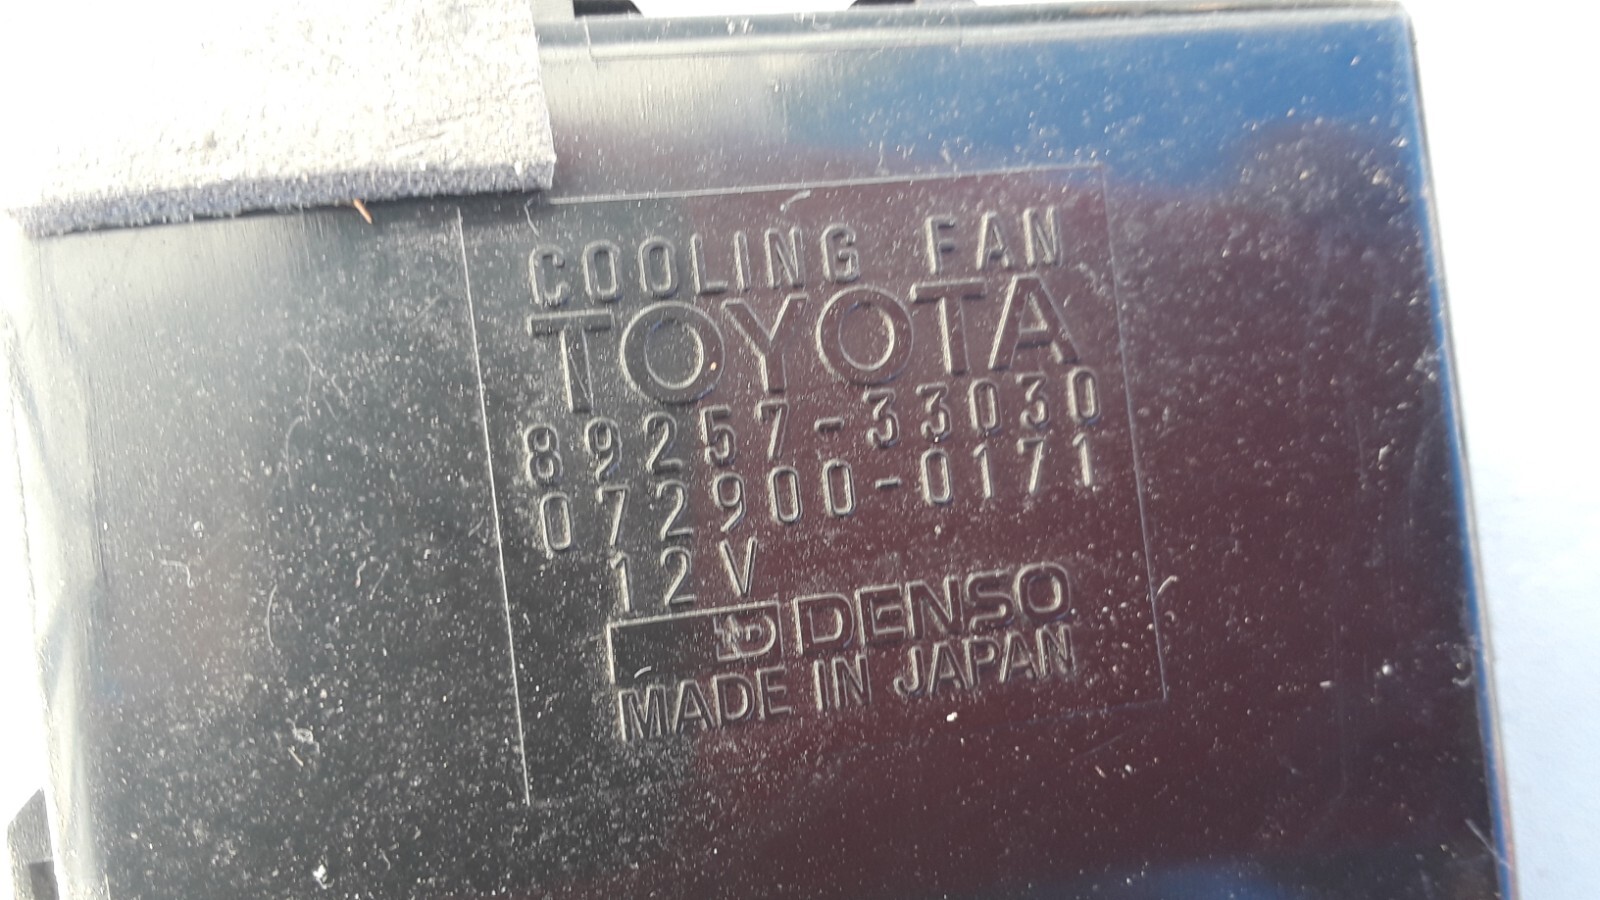 COOLING FAN
TOYOTA
89257-33030
072900-0171
12V
DENSO
MADE IN JAPAN